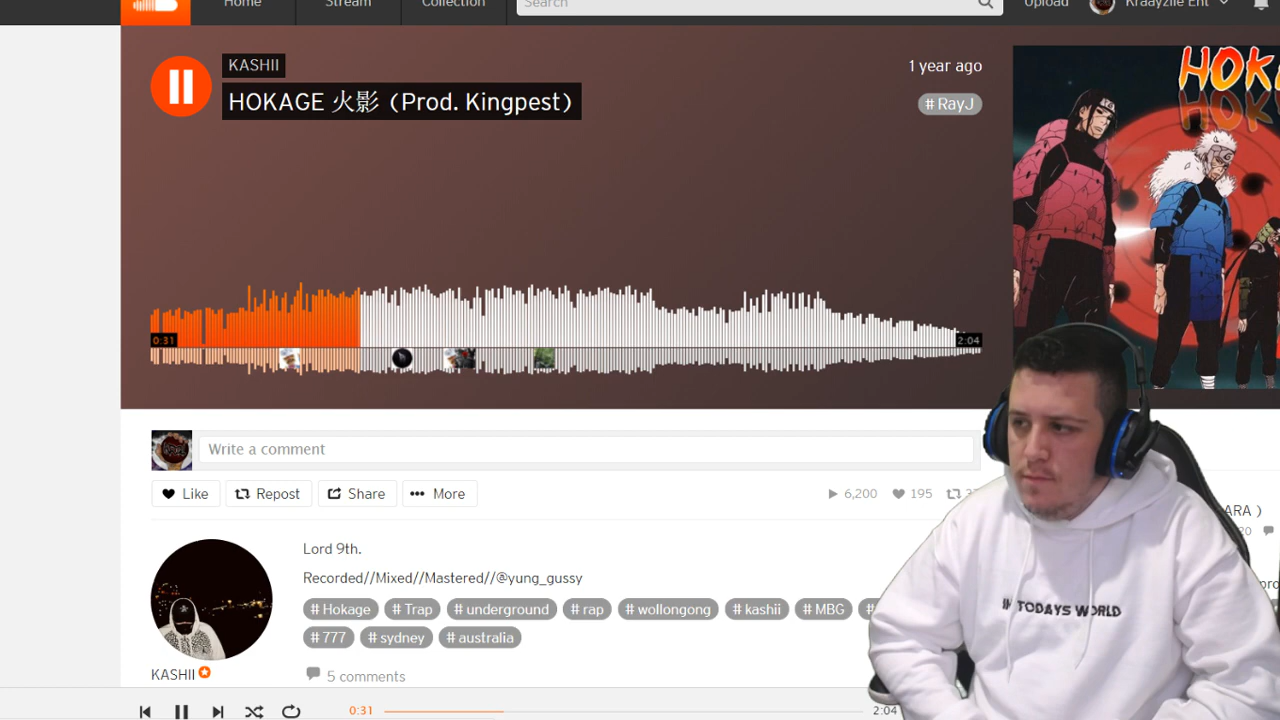 Home Stream Collection Search Upload Kraayziie Ent
KASHII
HOKAGE 火影 (Prod. Kingpest)
1 year ago
# RayJ
0:31
2:04
Write a comment
Like Repost Share More
6,200 195
Lord 9th.
Recorded//Mixed//Mastered//@yung_gussy
# Hokage # Trap # underground # rap # wollongong # kashii # MBG #
# 777 # sydney # australia
KASHII
5 comments
0:31 2:04
IN TODAYS WORLD